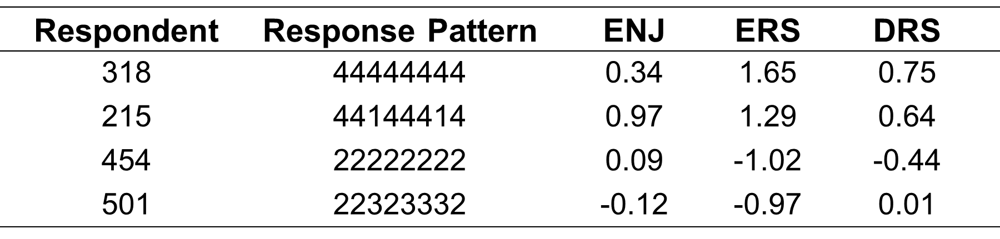 Respondent Response Pattern ENJ ERS DRS
318 44444444 0.34 1.65 0.75
215 44144414 0.97 1.29 0.64
454 22222222 0.09 -1.02 -0.44
501 22323332 -0.12 -0.97 0.01